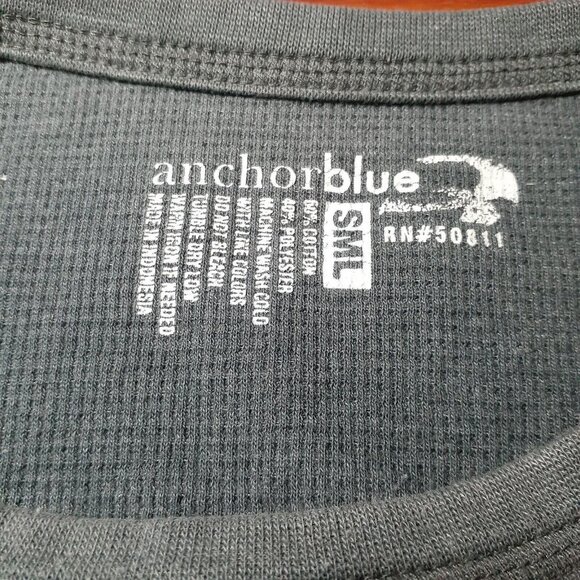 anchorblue
RN#50811
SML
60% COTTON
40% POLYESTER
MACHINE WASH COLD
WITH LIKE COLORS
DO NOT BLEACH
TUMBLE DRY LOW
WARM IRON IF NEEDED
MADE IN INDONESIA